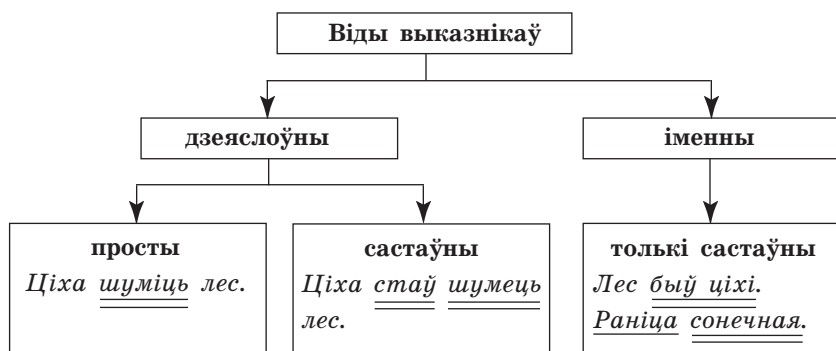 Віды выказнікаў
дзеяслоўны
іменны
просты
Ціха шуміць лес.
састаўны
Ціха стаў шумець
лес.
толькі састаўны
Лес быў ціхі.
Раніца сонечная.